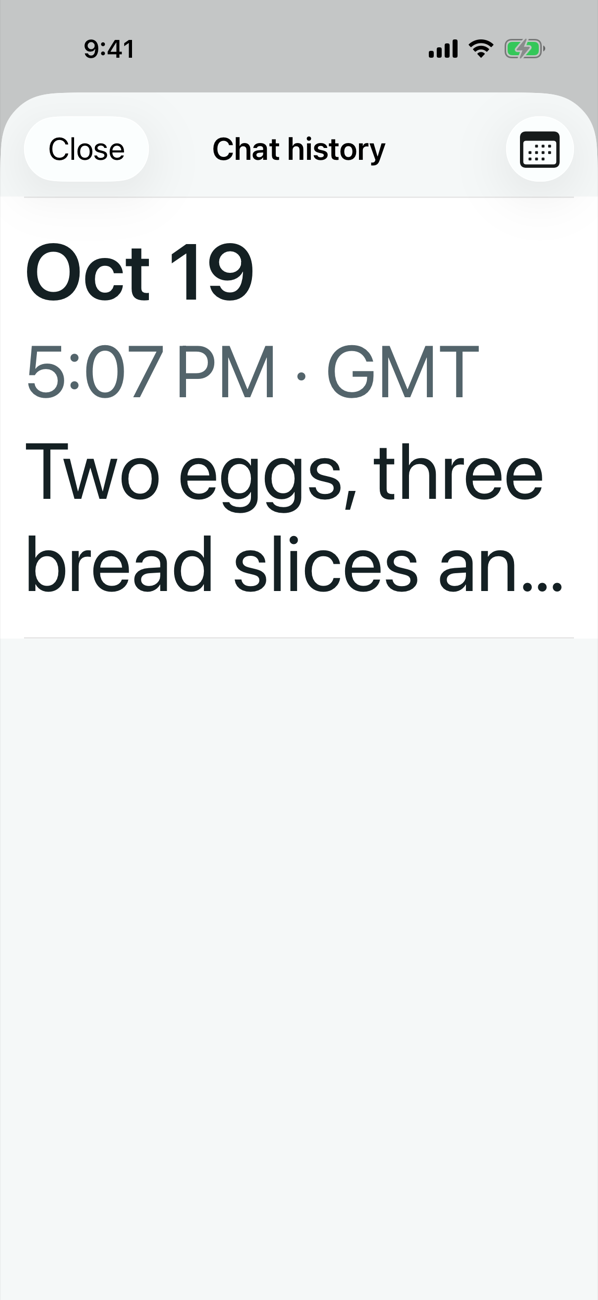 9:41
Close
Chat history
Oct 19
5:07 PM · GMT
Two eggs, three
bread slices an...